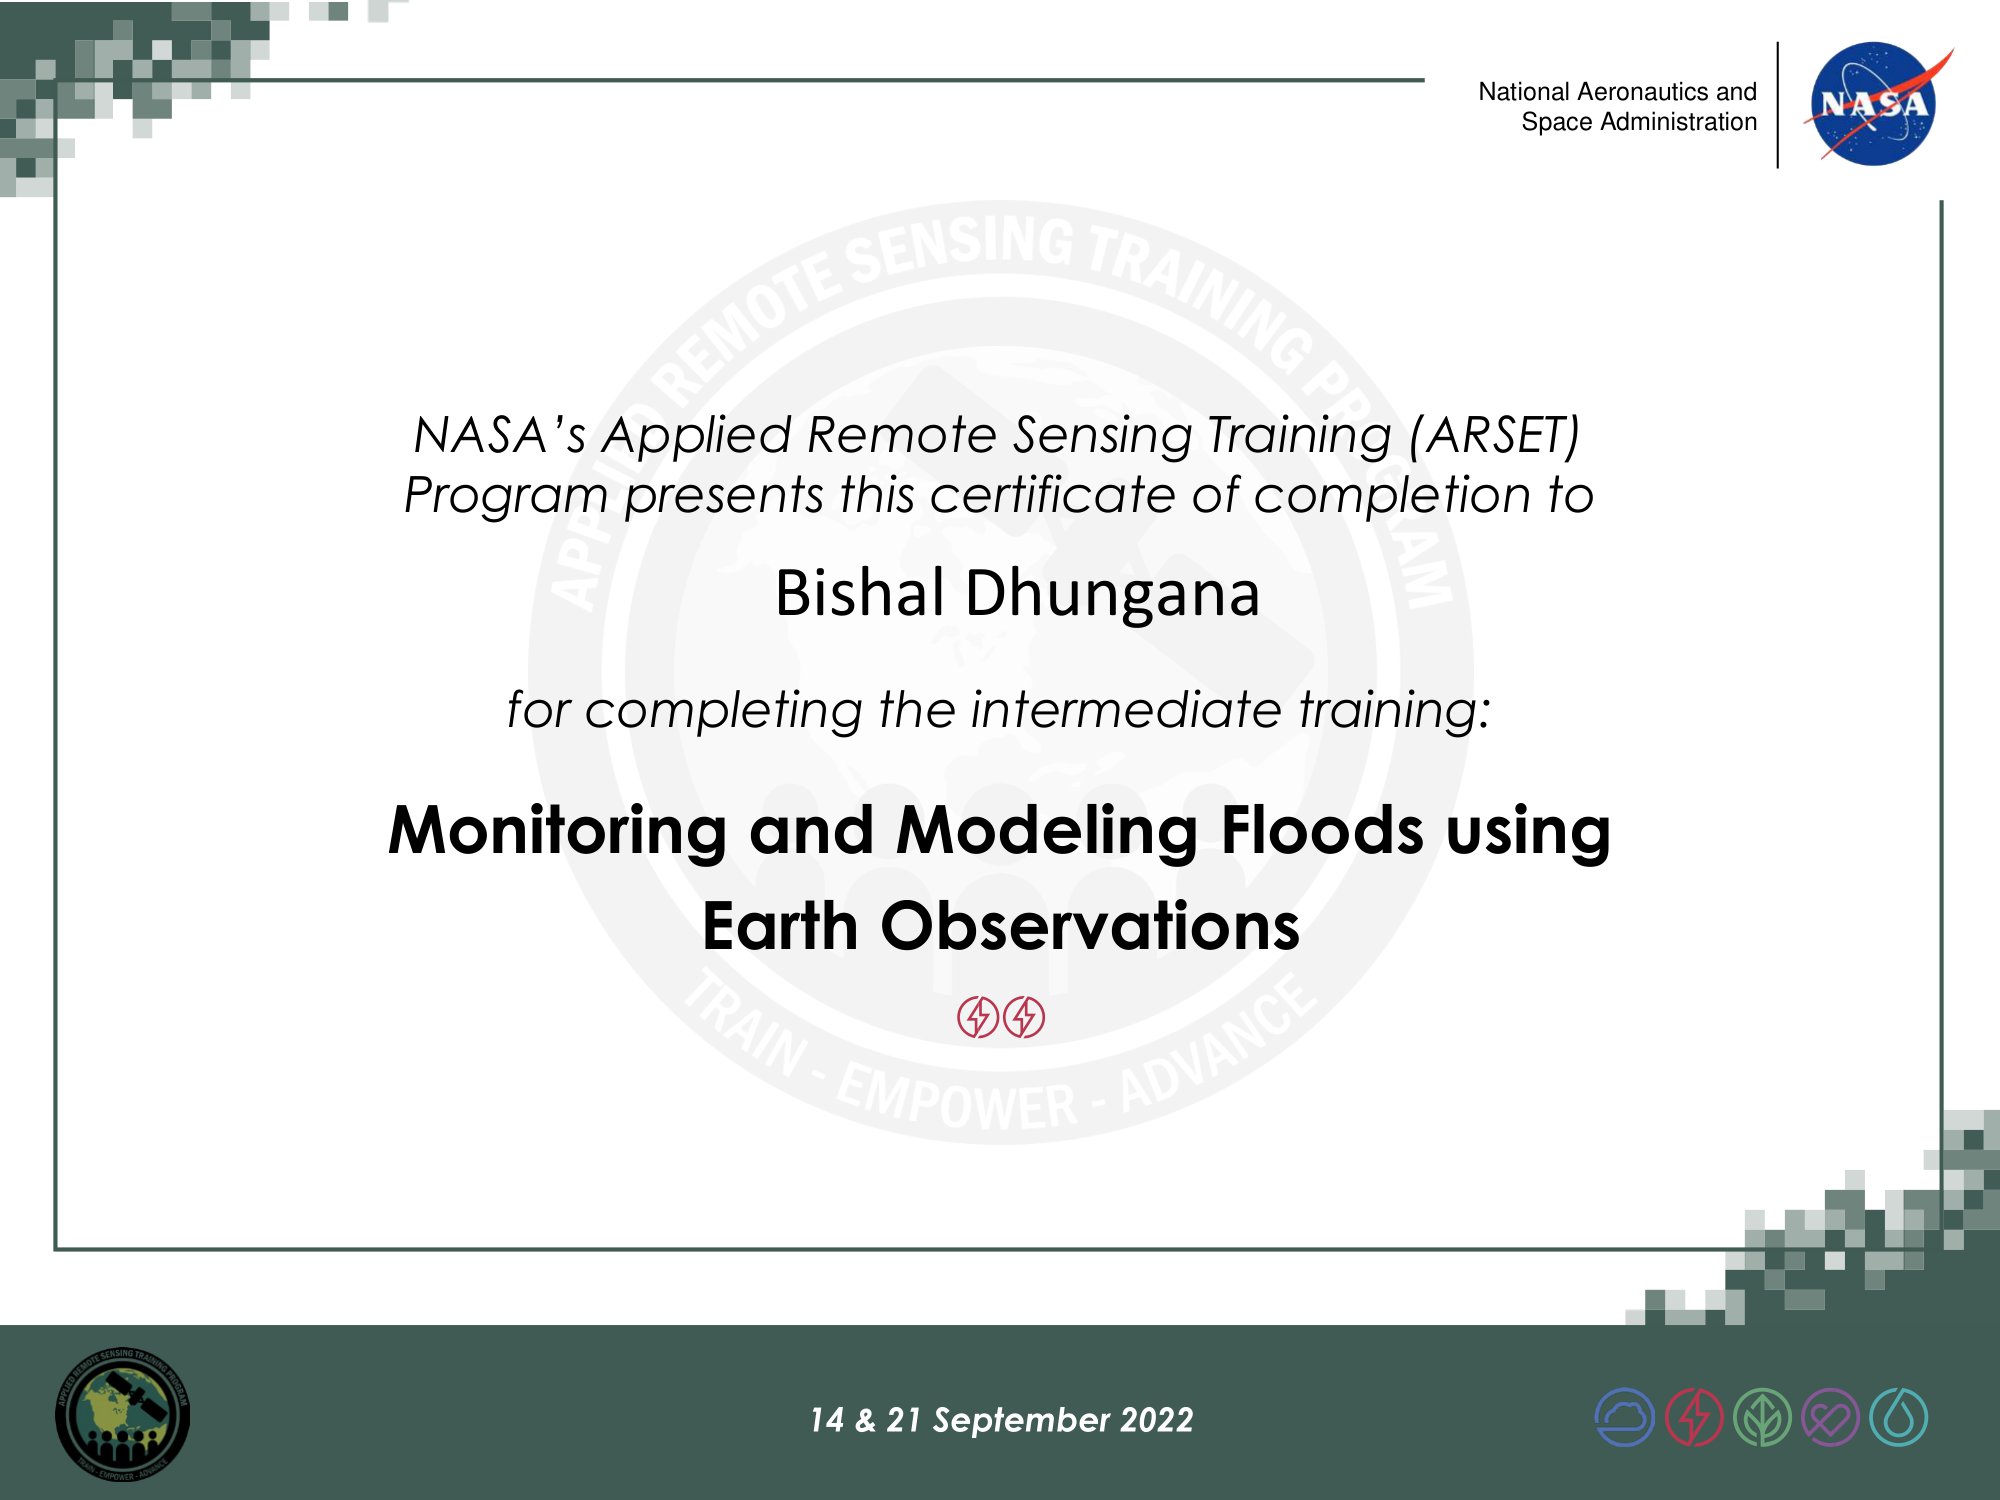 National Aeronautics and
Space Administration
NASA
APPLIED REMOTE SENSING TRAINING PROGRAM
NASA’s Applied Remote Sensing Training (ARSET)
Program presents this certificate of completion to
Bishal Dhungana
for completing the intermediate training:
Monitoring and Modeling Floods using
Earth Observations
TRAIN - EMPOWER - ADVANCE
APPLIED REMOTE SENSING TRAINING PROGRAM
TRAIN - EMPOWER - ADVANCE
14 & 21 September 2022